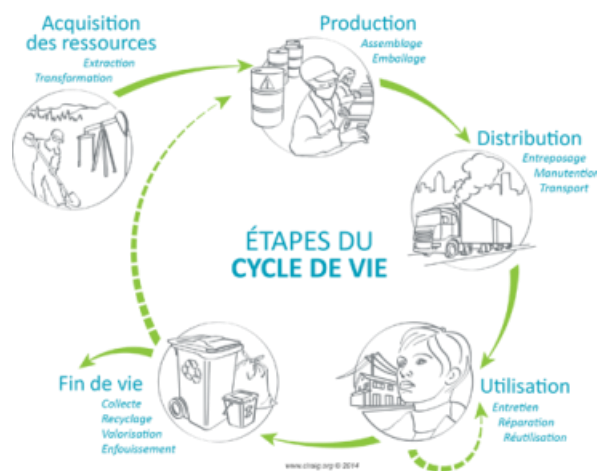 Acquisition
des ressources
Extraction
Transformation
Production
Assemblage
Emballage
Distribution
Entreposage
Manutention
Transport
ÉTAPES DU
CYCLE DE VIE
Utilisation
Entretien
Réparation
Réutilisation
Fin de vie
Collecte
Recyclage
Valorisation
Enfouissement
www.ciraig.org © 2014